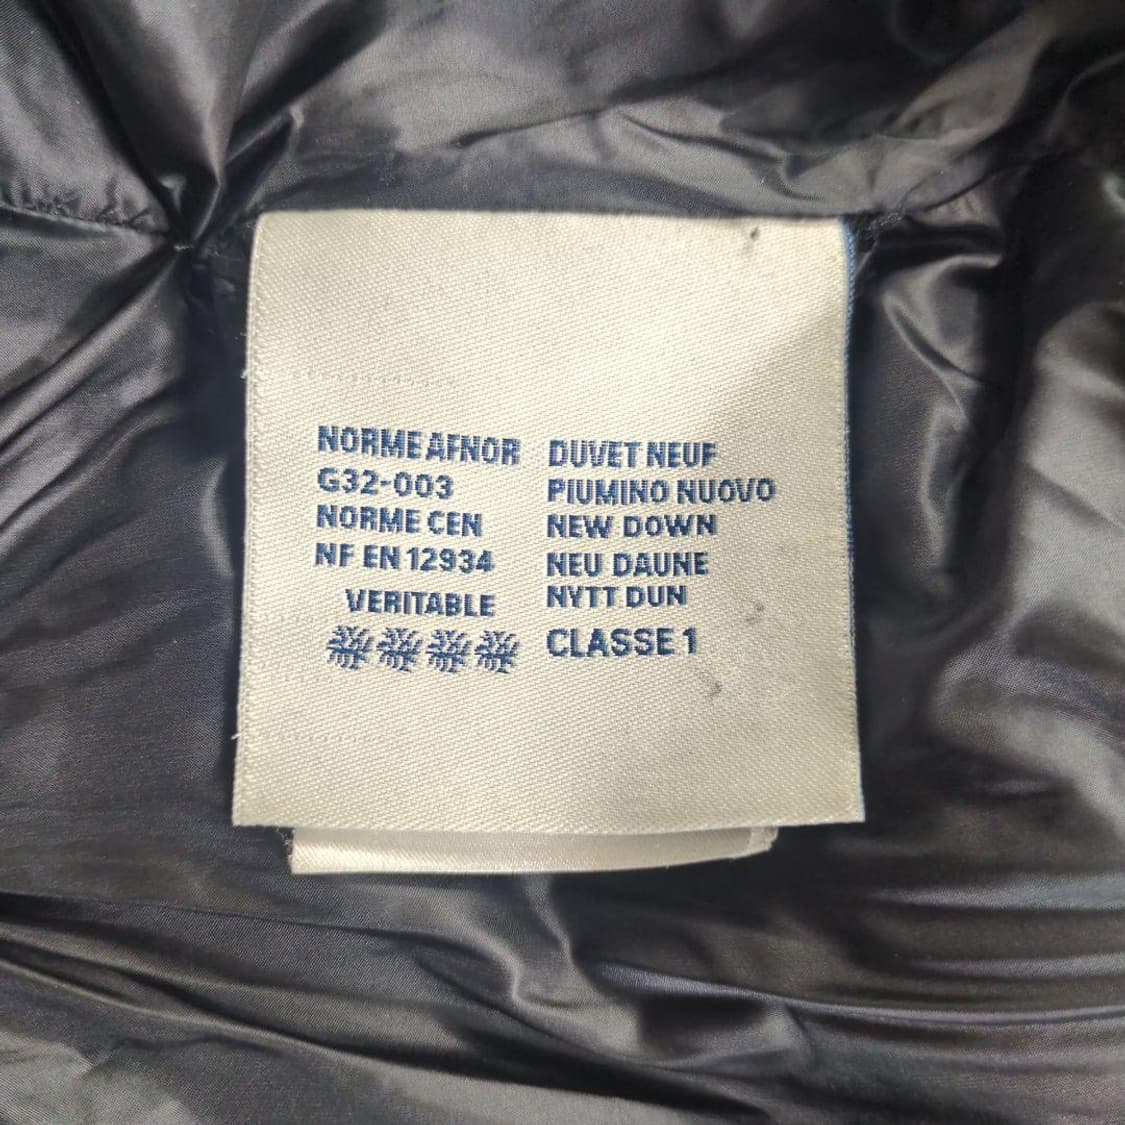 NORME AFNOR
G32-003
NORME CEN
NF EN 12934
VERITABLE
DUVET NEUF
PIUMINO NUOVO
NEW DOWN
NEU DAUNE
NYTT DUN
CLASSE 1